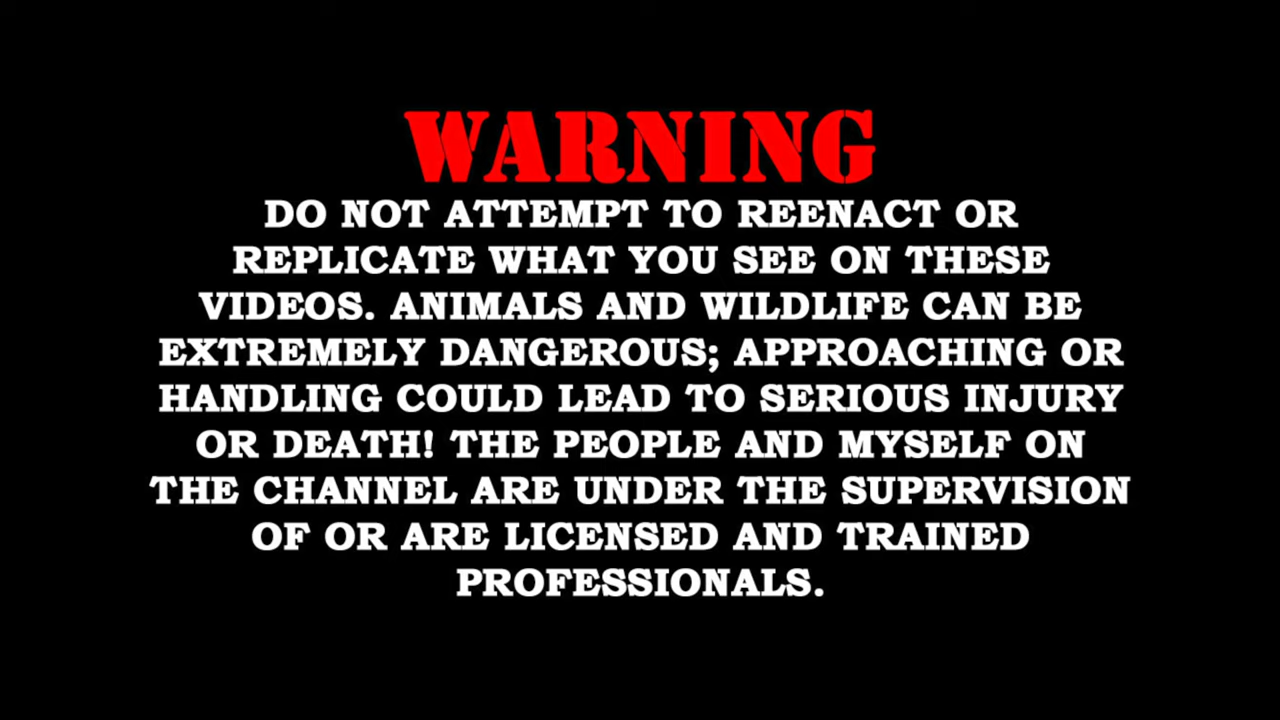 WARNING
DO NOT ATTEMPT TO REENACT OR
REPLICATE WHAT YOU SEE ON THESE
VIDEOS. ANIMALS AND WILDLIFE CAN BE
EXTREMELY DANGEROUS; APPROACHING OR
HANDLING COULD LEAD TO SERIOUS INJURY
OR DEATH! THE PEOPLE AND MYSELF ON
THE CHANNEL ARE UNDER THE SUPERVISION
OF OR ARE LICENSED AND TRAINED
PROFESSIONALS.